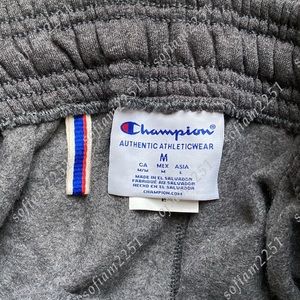 Champion
AUTHENTIC ATHLETICWEAR
M
CA MEX ASIA
M/M M L
MADE IN EL SALVADOR
FABRIQUÉ AU SALVADOR
HECHO EN EL SALVADOR
CHAMPION.COM
sofiam2251